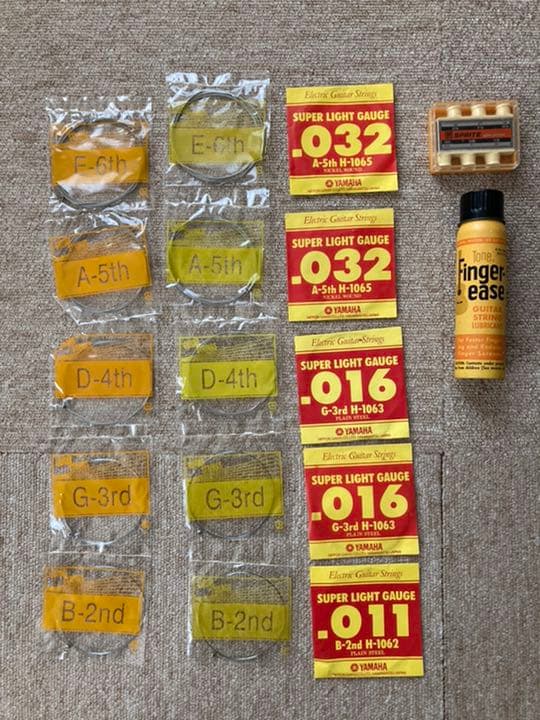 E-6th
A-5th
D-4th
G-3rd
B-2nd
E-6th
A-5th
D-4th
G-3rd
B-2nd
Electric Guitar Strings
SUPER LIGHT GAUGE
.032
A-5th H-1065
NICKEL WOUND
YAMAHA
Electric Guitar Strings
SUPER LIGHT GAUGE
.032
A-5th H-1065
NICKEL WOUND
YAMAHA
Electric Guitar Strings
SUPER LIGHT GAUGE
.016
G-3rd H-1063
PLAIN STEEL
YAMAHA
Electric Guitar Strings
SUPER LIGHT GAUGE
.016
G-3rd H-1063
PLAIN STEEL
YAMAHA
Electric Guitar Strings
SUPER LIGHT GAUGE
.011
B-2nd H-1062
PLAIN STEEL
YAMAHA
SPRITE
Tone
Finger-
ease
GUITAR
STRING
LUBRICANT